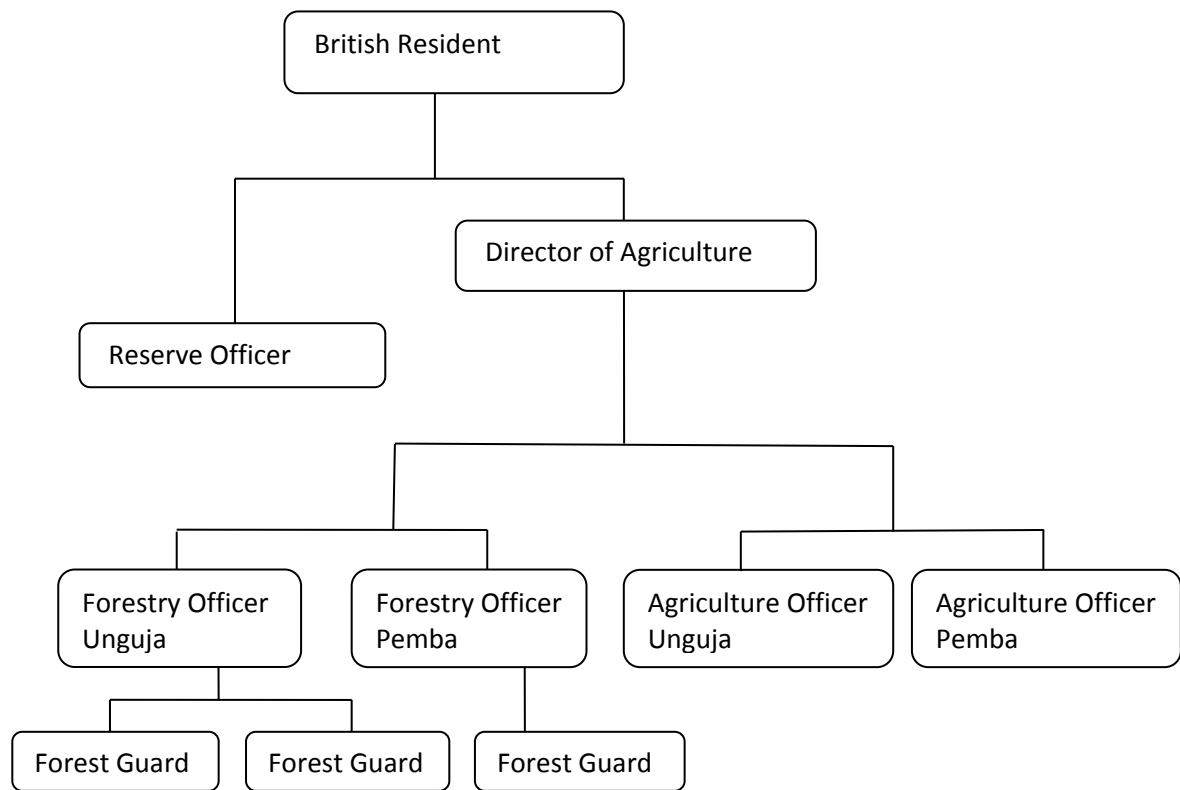 British Resident
Director of Agriculture
Reserve Officer
Forestry Officer
Unguja
Forestry Officer
Pemba
Agriculture Officer
Unguja
Agriculture Officer
Pemba
Forest Guard
Forest Guard
Forest Guard